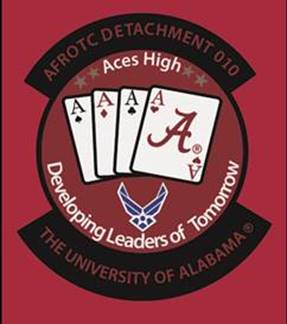 AFROTC DETACHMENT 010
Aces High
A A A A
A®
A
Developing Leaders of Tomorrow
THE UNIVERSITY OF ALABAMA®